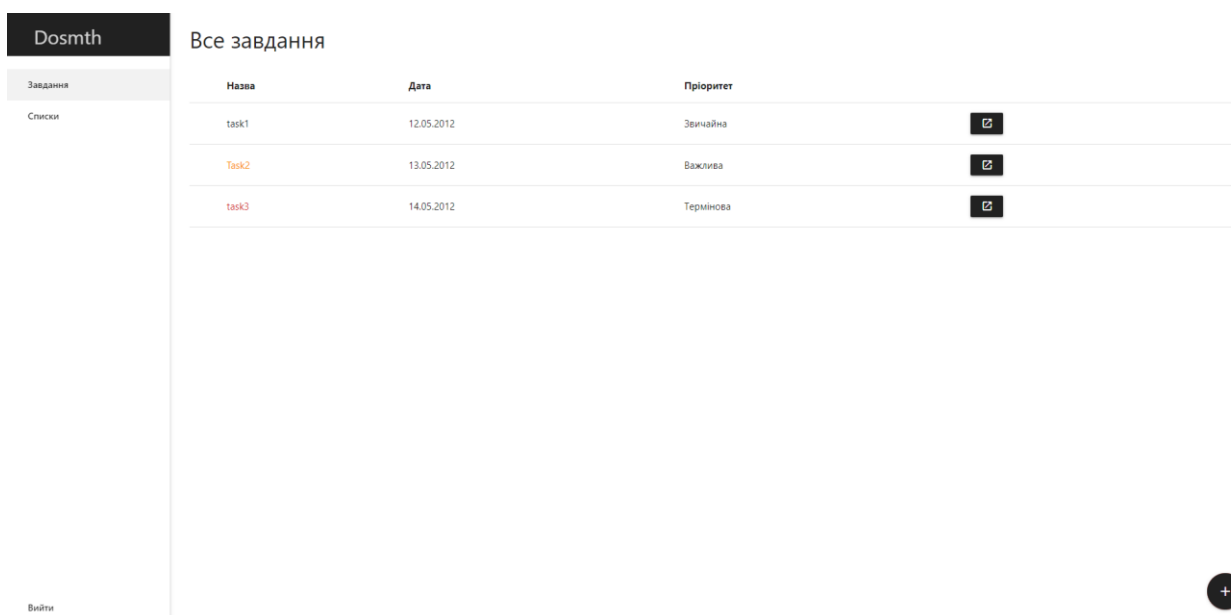 Dosmth
Все завдання
Завдання
Списки
Назва Дата Пріоритет
task1 12.05.2012 Звичайна
Task2 13.05.2012 Важлива
task3 14.05.2012 Термінова
+
Вийти